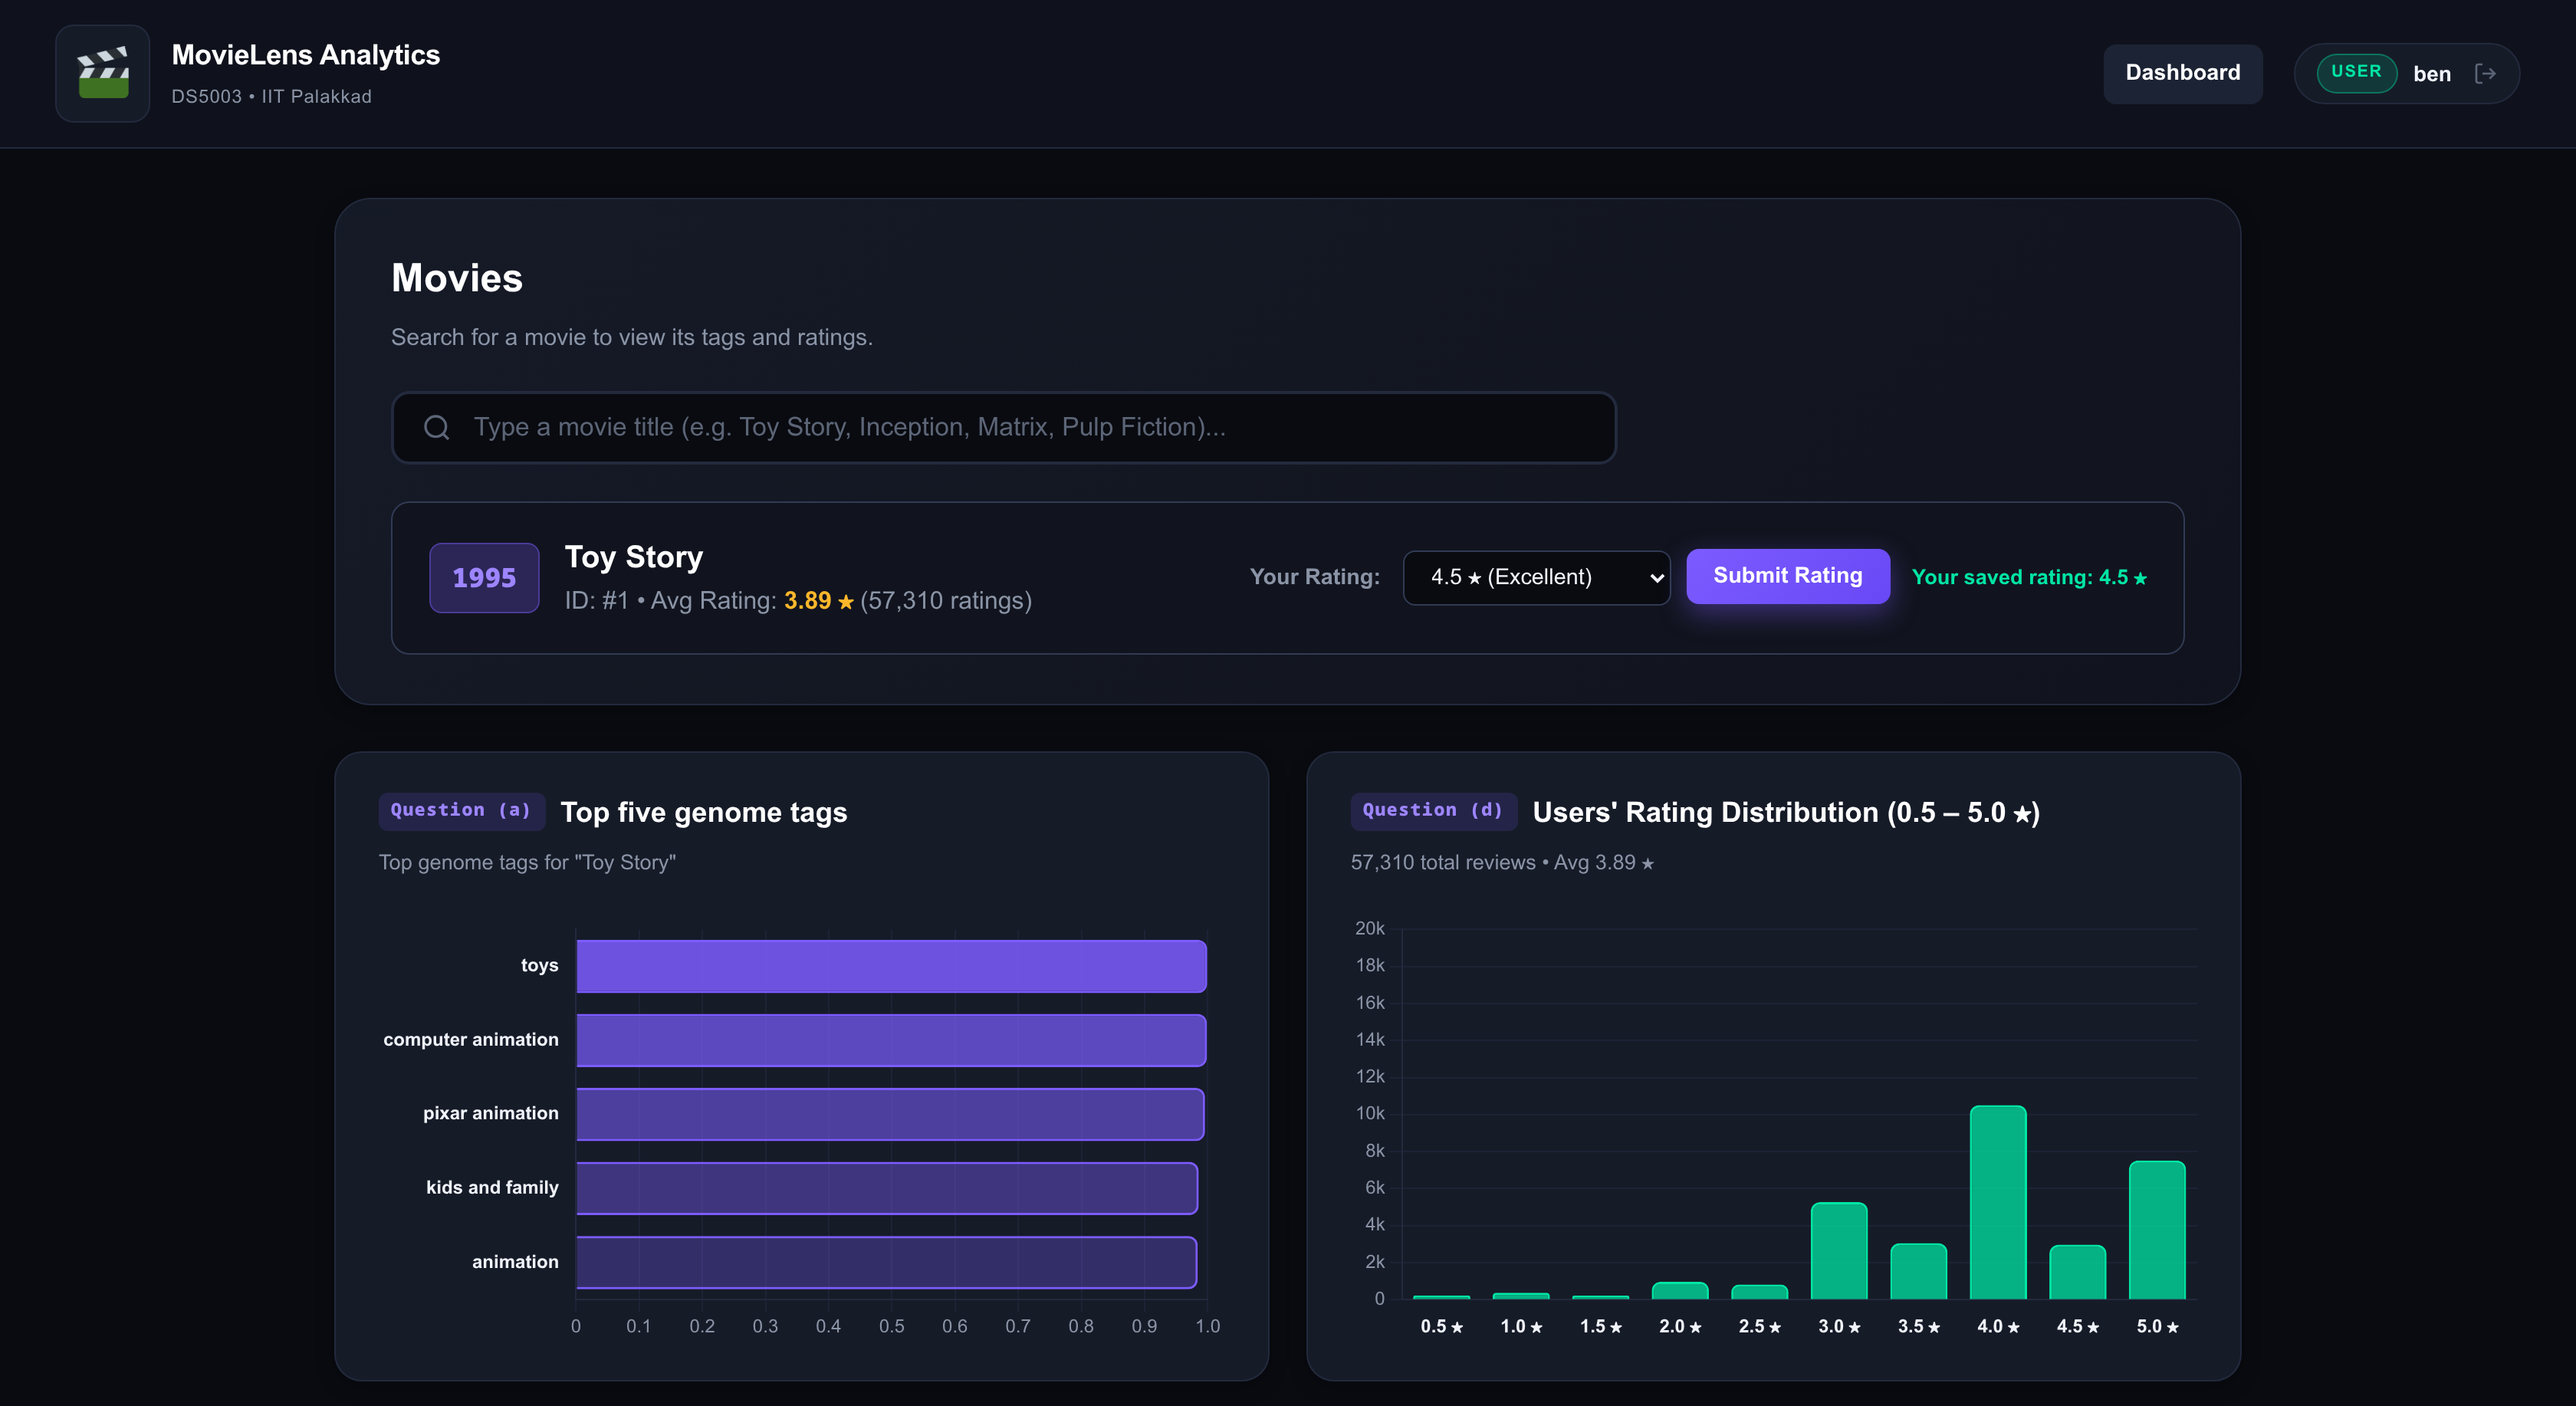 MovieLens Analytics
DS5003 • IIT Palakkad
Dashboard
USER
ben
Movies
Search for a movie to view its tags and ratings.
Type a movie title (e.g. Toy Story, Inception, Matrix, Pulp Fiction)...
1995
Toy Story
ID: #1 • Avg Rating: 3.89 ★ (57,310 ratings)
Your Rating:
4.5 ★ (Excellent)
Submit Rating
Your saved rating: 4.5 ★
Question (a)
Top five genome tags
Top genome tags for "Toy Story"
toys
computer animation
pixar animation
kids and family
animation
0 0.1 0.2 0.3 0.4 0.5 0.6 0.7 0.8 0.9 1.0
Question (d)
Users' Rating Distribution (0.5 – 5.0 ★)
57,310 total reviews • Avg 3.89 ★
20k
18k
16k
14k
12k
10k
8k
6k
4k
2k
0
0.5 ★ 1.0 ★ 1.5 ★ 2.0 ★ 2.5 ★ 3.0 ★ 3.5 ★ 4.0 ★ 4.5 ★ 5.0 ★